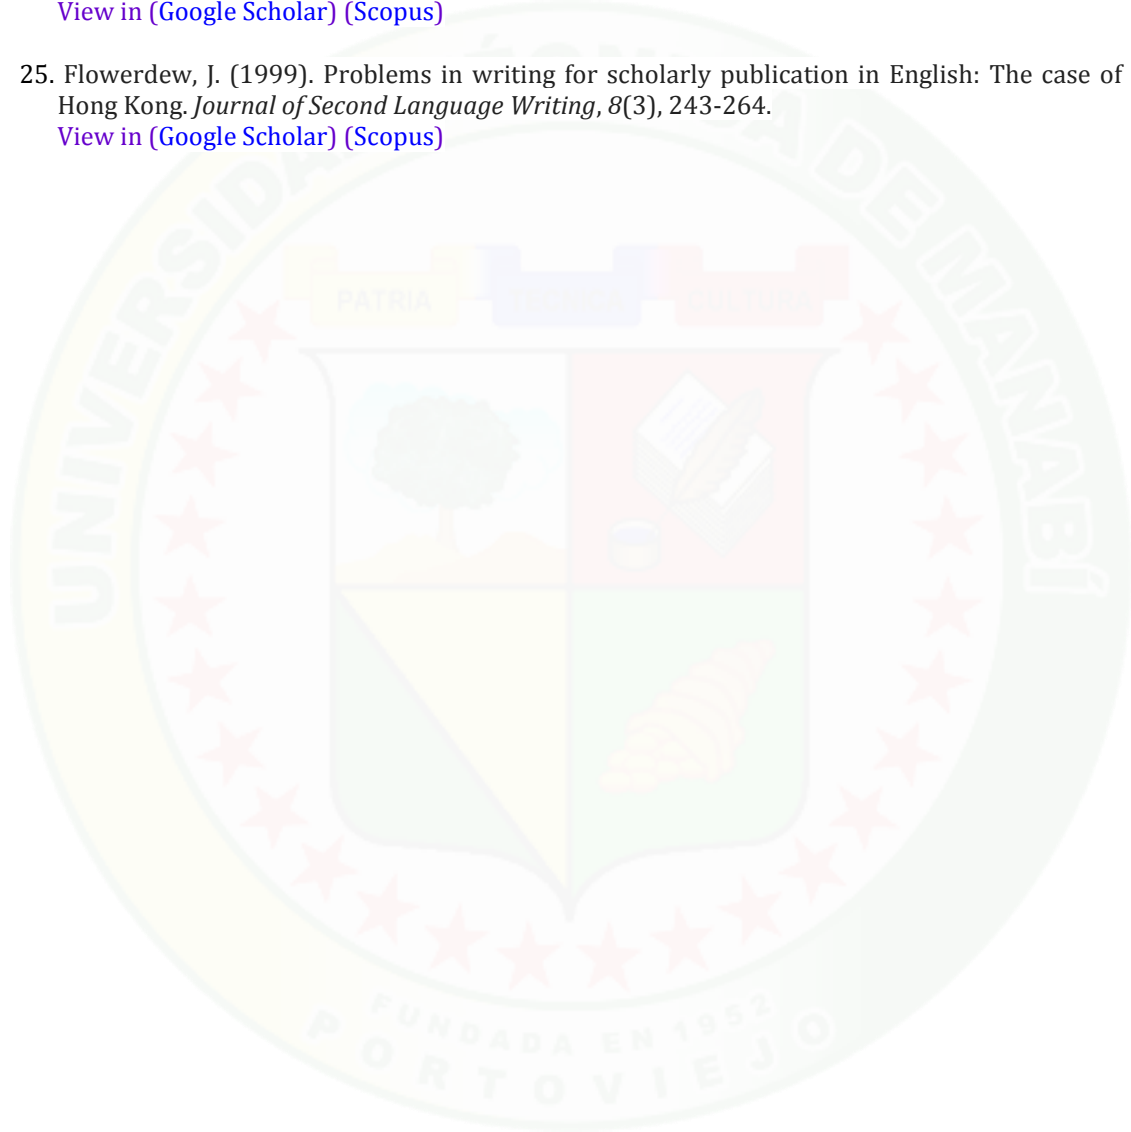 View in (Google Scholar) (Scopus)
25. Flowerdew, J. (1999). Problems in writing for scholarly publication in English: The case of
Hong Kong. Journal of Second Language Writing, 8(3), 243-264.
View in (Google Scholar) (Scopus)
UNIVERSIDAD TÉCNICA DE MANABÍ
PATRIA TECNICA CULTURA
FUNDADA EN 1952
PORTOVIEJO